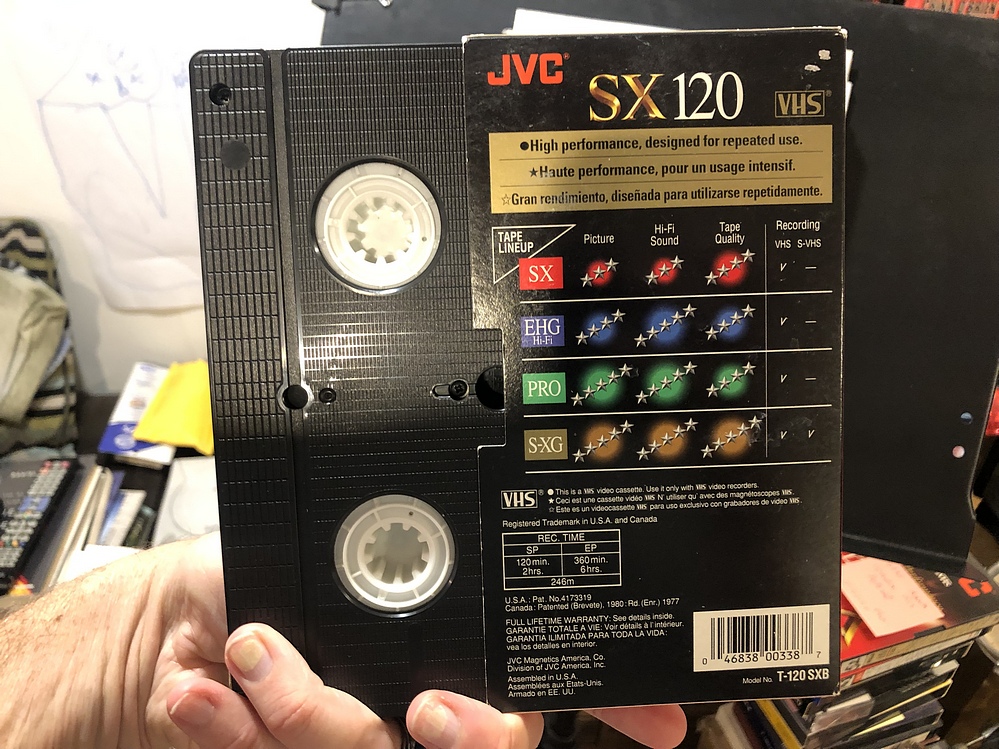 JVC®
SX 120
VHS®
●High performance, designed for repeated use.
★Haute performance, pour un usage intensif.
☆Gran rendimiento, diseñada para utilizarse repetidamente.
TAPE LINEUP
Picture
Hi-Fi Sound
Tape Quality
Recording
VHS S-VHS
SX
EHG
Hi-Fi
PRO
S-XG
VHS®
● This is a VHS video cassette. Use it only with VHS video recorders.
★ Ceci est une cassette vidéo VHS N' utiliser qu' avec des magnétoscopes VHS.
☆ Este es un videocassette VHS para uso exclusivo con grabadores de video VHS.
Registered Trademark in U.S.A. and Canada
REC. TIME
SP EP
120min. 360min.
2hrs. 6hrs.
246m
U.S.A.: Pat. No.4173319
Canada: Patented (Brevete), 1980: Rd. (Enr.) 1977
FULL LIFETIME WARRANTY: See details inside.
GARANTIE TOTALE A VIE: Voir détails à l'intérieur.
GARANTIA ILIMITADA PARA TODA LA VIDA:
vea los detalles en interior.
JVC Magnetics America, Co.
Division of JVC America, Inc.
Assembled in U.S.A.
Assemblées aux Etats-Unis.
Armado en EE. UU.
0 46838 00338 7
Model No. T-120 SXB